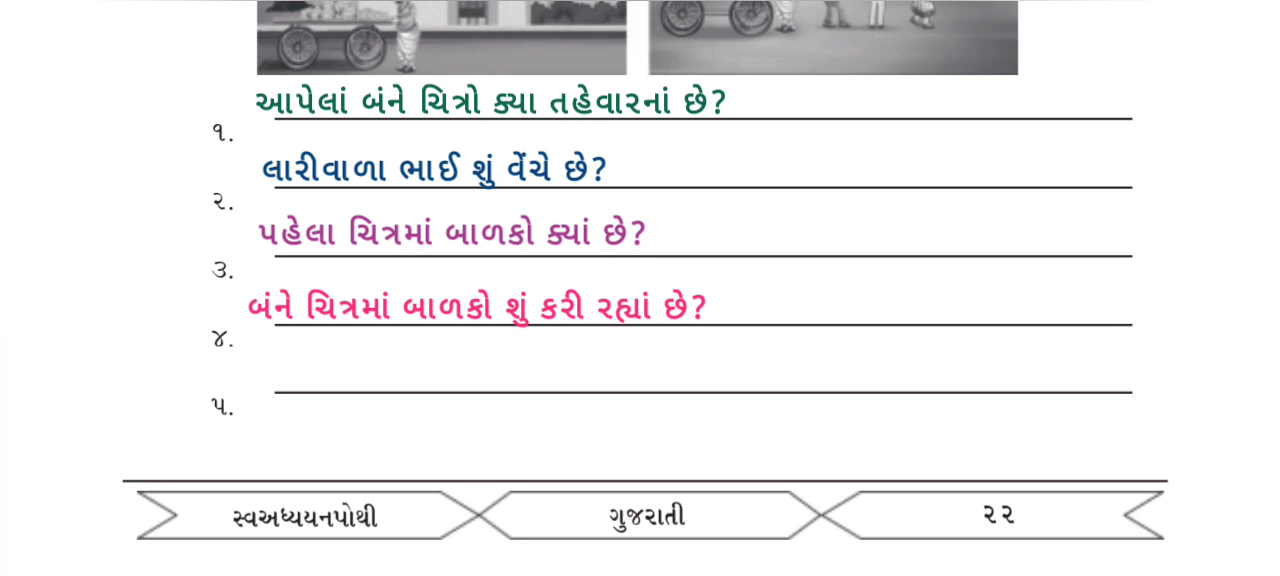 આપેલાં બંને ચિત્રો ક્યા તહેવારનાં છે?
૧.
લારીવાળા ભાઈ શું વેંચે છે?
૨.
પહેલા ચિત્રમાં બાળકો ક્યાં છે?
૩.
બંને ચિત્રમાં બાળકો શું કરી રહ્યાં છે?
૪.
૫.
સ્વઅધ્યયનપોથી ગુજરાતી ૨૨